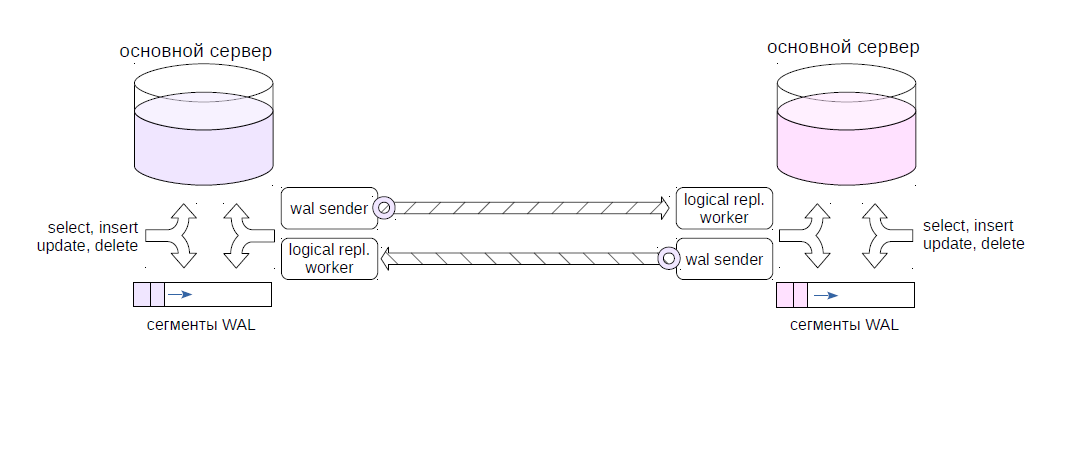 основной сервер
основной сервер
wal sender
logical repl.
worker
select, insert
update, delete
select, insert
update, delete
logical repl.
worker
wal sender
сегменты WAL
сегменты WAL